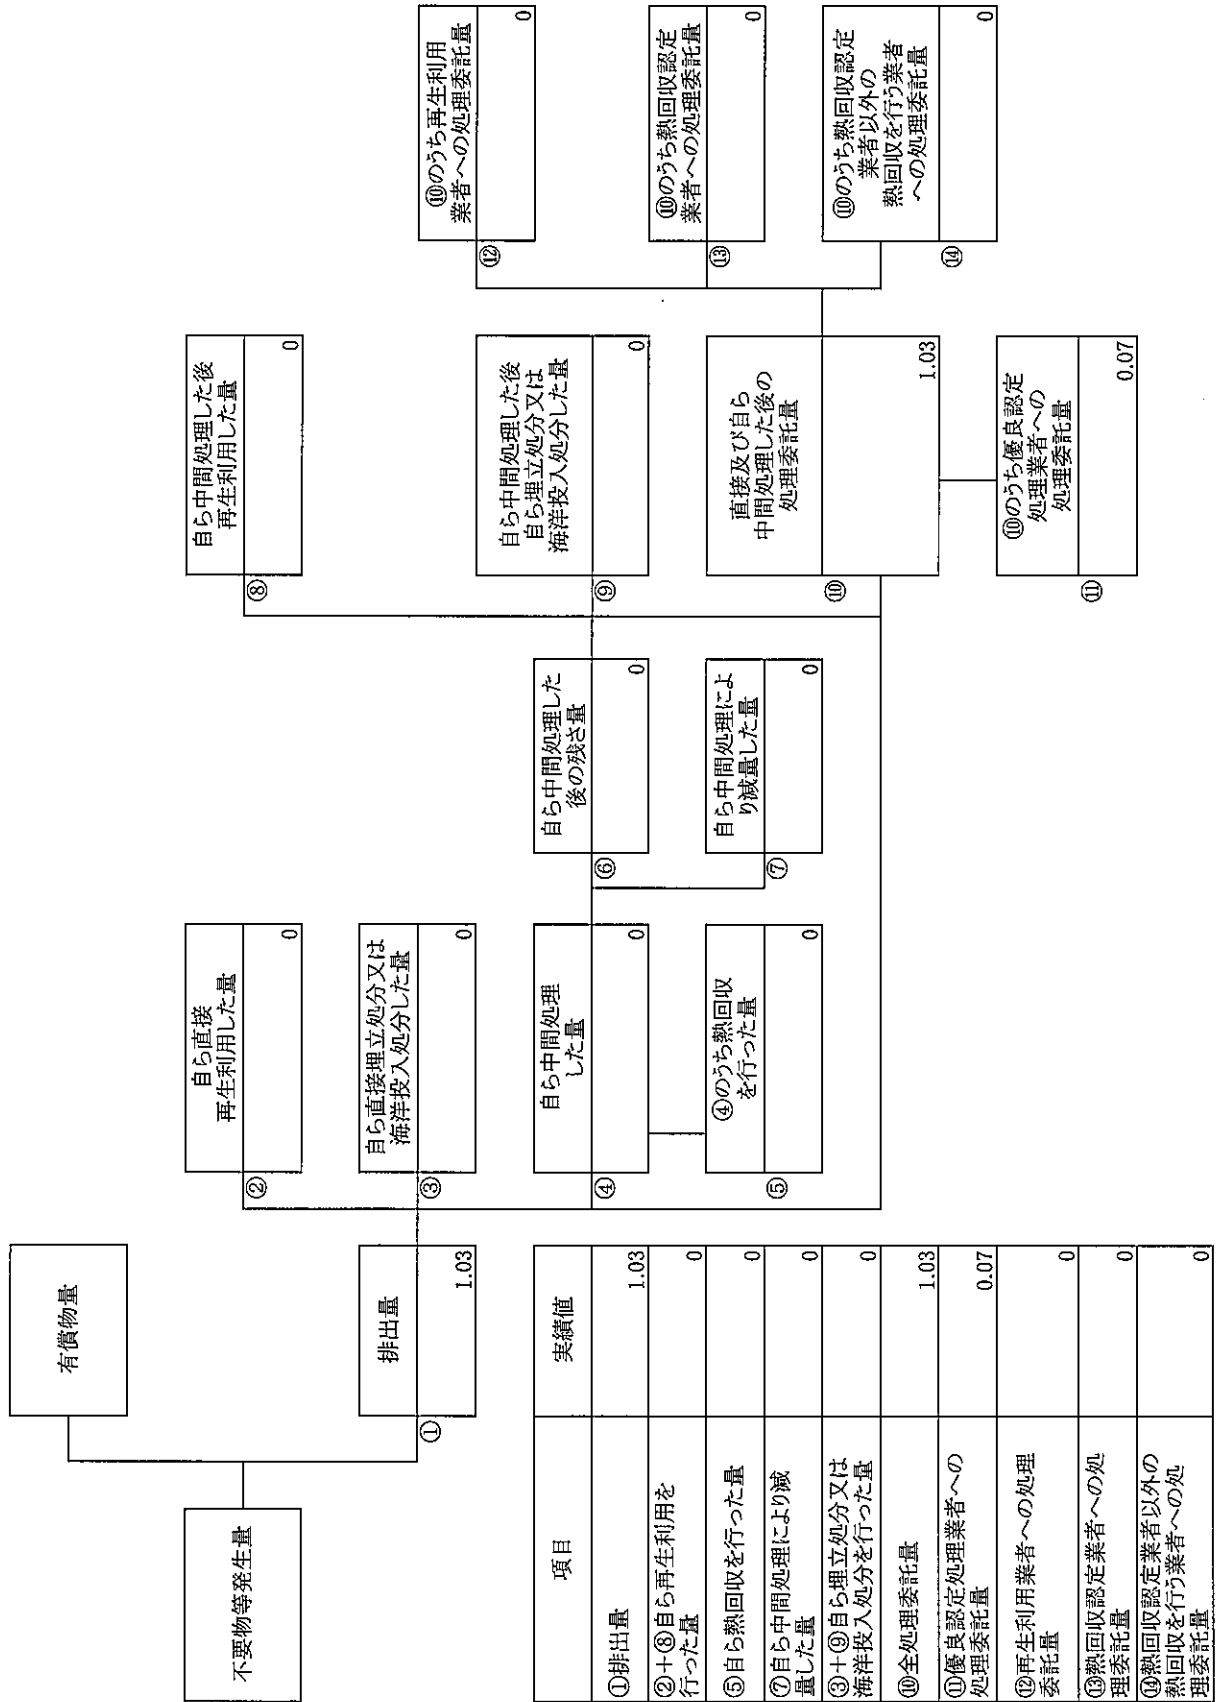 有償物量
不要物等発生量
排出量
①
1.03
自ら直接
再生利用した量
②
0
自ら直接埋立処分又は
海洋投入処分した量
③
0
自ら中間処理
した量
④
0
④のうち熱回収
を行った量
⑤
0
自ら中間処理した
後の残さ量
⑥
0
自ら中間処理によ
り減量した量
⑦
0
自ら中間処理した後
再生利用した量
⑧
0
自ら中間処理した後
自ら埋立処分又は
海洋投入処分した量
⑨
0
直接及び自ら
中間処理した後の
処理委託量
⑩
1.03
⑩のうち優良認定
処理業者への
処理委託量
⑪
0.07
⑩のうち再生利用
業者への処理委託量
⑫
0
⑩のうち熱回収認定
業者への処理委託量
⑬
0
⑩のうち熱回収認定
業者以外の
熱回収を行う業者
への処理委託量
⑭
0
項目 実績値
①排出量 1.03
②+⑧自ら再生利用を
行った量 0
⑤自ら熱回収を行った量 0
⑦自ら中間処理により減
量した量 0
③+⑨自ら埋立処分又は
海洋投入処分を行った量 0
⑩全処理委託量 1.03
⑪優良認定処理業者への
処理委託量 0.07
⑫再生利用業者への処理
委託量 0
⑬熱回収認定業者への処
理委託量 0
⑭熱回収認定業者以外の
熱回収を行う業者への処
理委託量 0